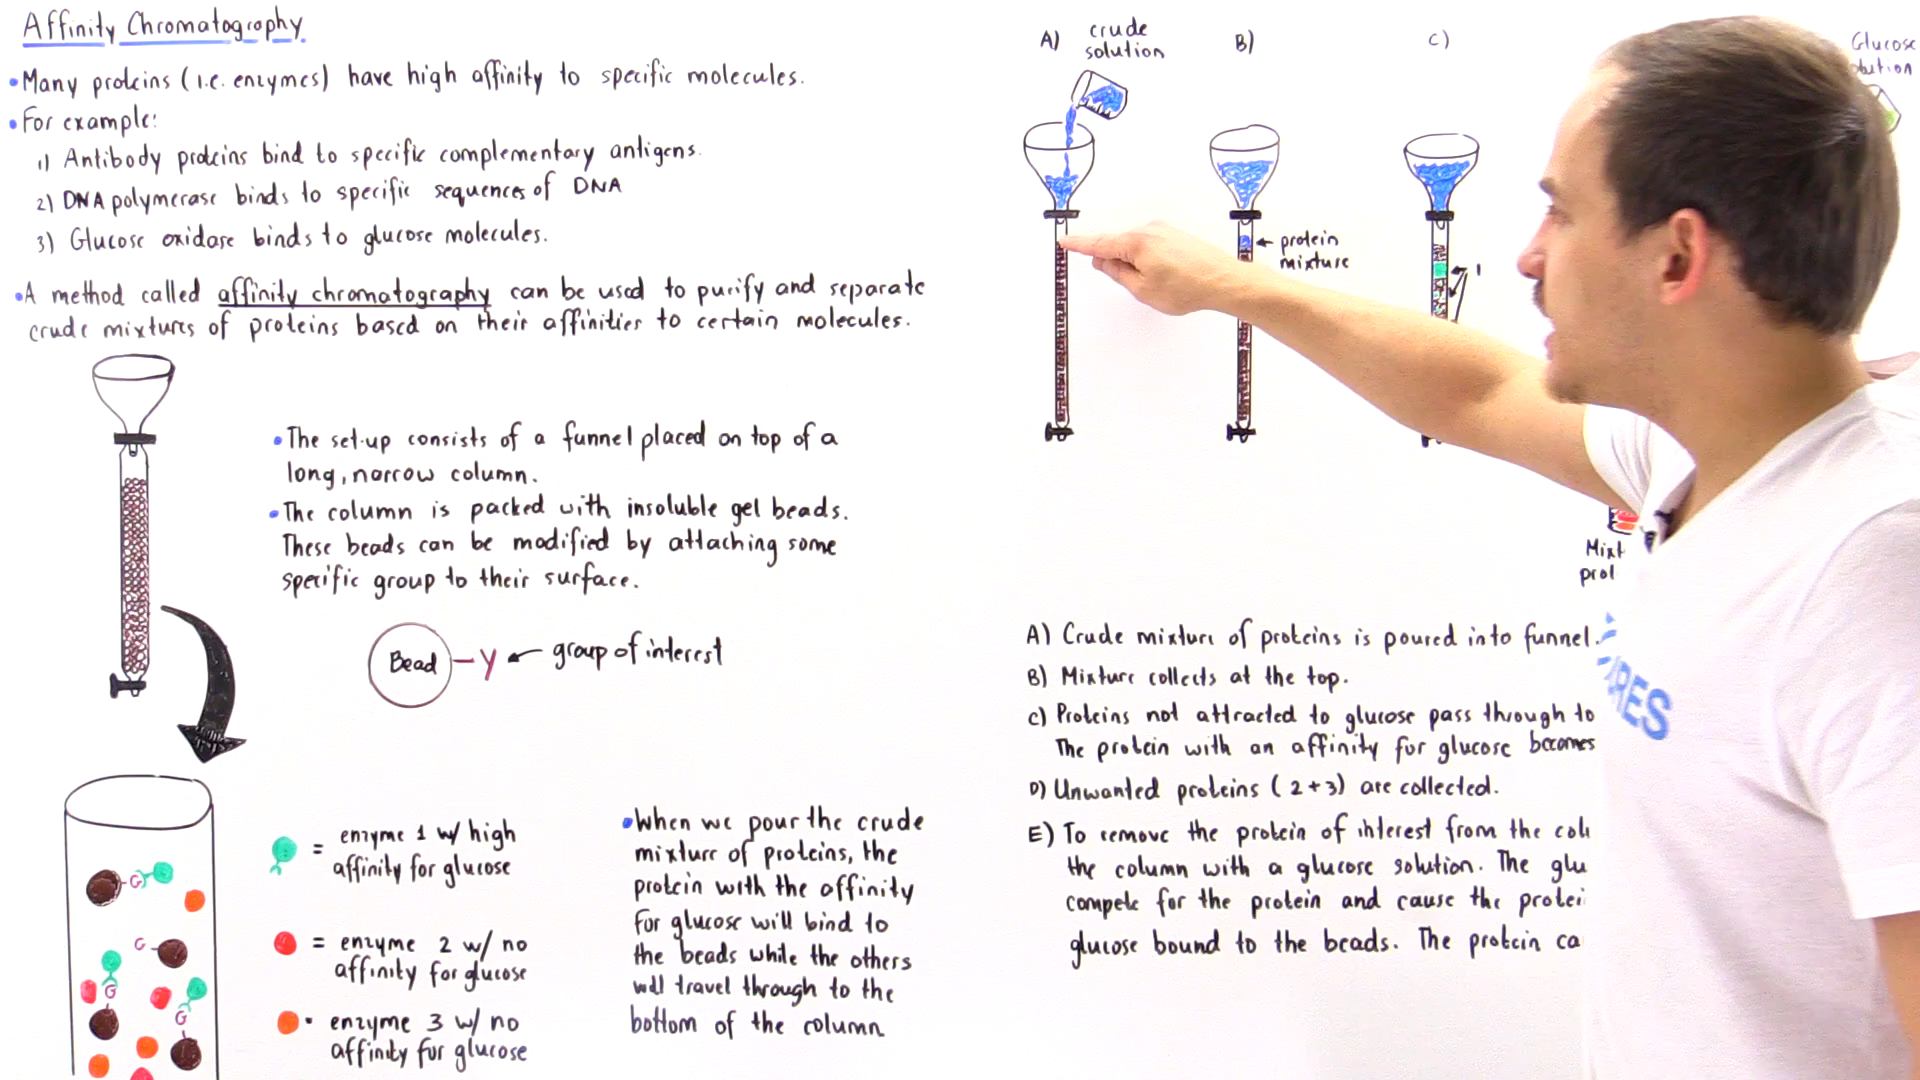 Affinity Chromatography
• Many proteins (i.e. enzymes) have high affinity to specific molecules.
• For example:
1) Antibody proteins bind to specific complementary antigens.
2) DNA polymerase binds to specific sequences of DNA
3) Glucose oxidase binds to glucose molecules.
• A method called affinity chromatography can be used to purify and separate
crude mixtures of proteins based on their affinities to certain molecules.
• The set-up consists of a funnel placed on top of a
long, narrow column.
• The column is packed with insoluble gel beads.
These beads can be modified by attaching some
specific group to their surface.
Bead - Y ← group of interest
G
G
G
G
= enzyme 1 w/ high
affinity for glucose
= enzyme 2 w/ no
affinity for glucose
= enzyme 3 w/ no
affinity for glucose
• When we pour the crude
mixture of proteins, the
protein with the affinity
for glucose will bind to
the beads while the others
will travel through to the
bottom of the column
A) crude
solution
B)
← protein
mixture
C)
1
Glucose
Mixt
prot
A) Crude mixture of proteins is poured into funnel.
B) Mixture collects at the top.
C) Proteins not attracted to glucose pass through to
The protein with an affinity for glucose becomes
D) Unwanted proteins (2+3) are collected.
E) To remove the protein of interest from the col
the column with a glucose solution. The glu
compete for the protein and cause the protei
glucose bound to the beads. The protein ca